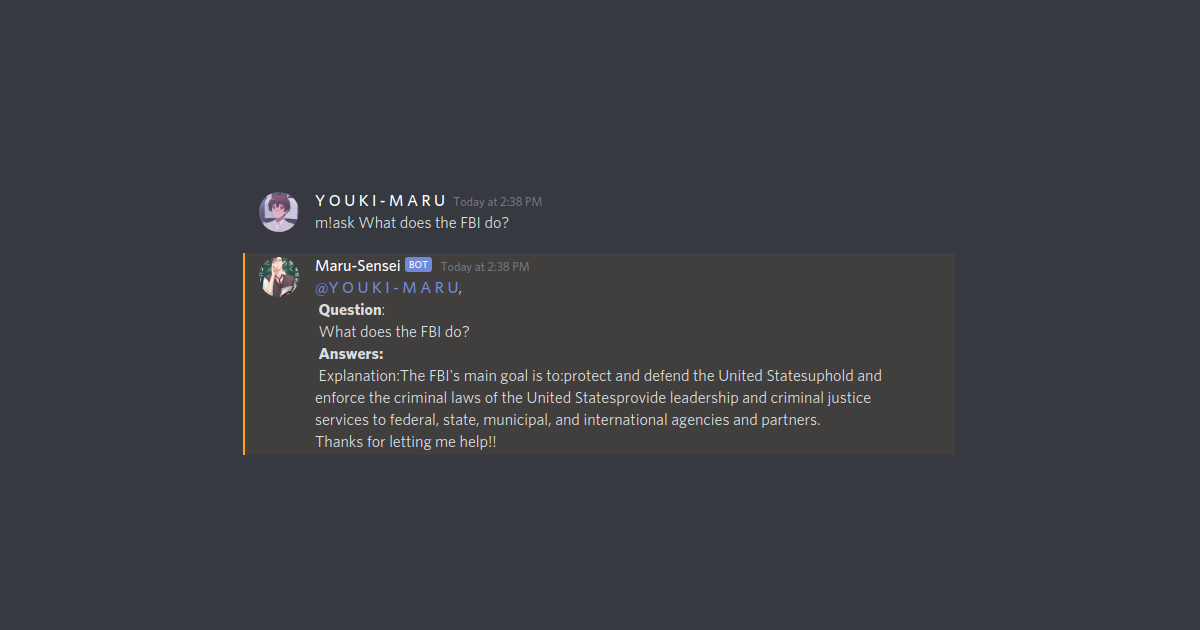 Y O U K I - M A R U Today at 2:38 PM
m!ask What does the FBI do?
Maru-Sensei BOT Today at 2:38 PM
@Y O U K I - M A R U,
Question:
What does the FBI do?
Answers:
Explanation:The FBI's main goal is to:protect and defend the United Statesuphold and
enforce the criminal laws of the United Statesprovide leadership and criminal justice
services to federal, state, municipal, and international agencies and partners.
Thanks for letting me help!!